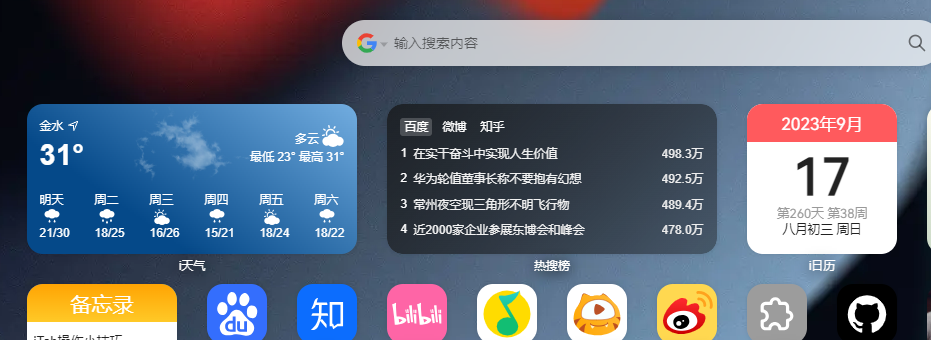 输入搜索内容
金水
31°
多云
最低 23° 最高 31°
明天 周二 周三 周四 周五 周六
21/30 18/25 16/26 15/21 18/24 18/22
i天气
百度 微博 知乎
1 在实干奋斗中实现人生价值 498.3万
2 华为轮值董事长称不要抱有幻想 492.5万
3 常州夜空现三角形不明飞行物 489.4万
4 近2000家企业参展东博会和峰会 478.0万
热搜榜
2023年9月
17
第260天 第38周
八月初三 周日
i日历
备忘录
iTab操作小技巧
du
知
bilibili